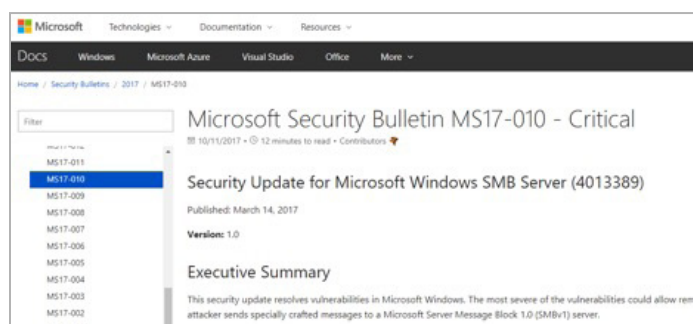 Microsoft Technologies Documentation Resources
Docs Windows Microsoft Azure Visual Studio Office More
Home / Security Bulletins / 2017 / MS17-010
Filter
MS17-012
MS17-011
MS17-010
MS17-009
MS17-008
MS17-007
MS17-006
MS17-005
MS17-004
MS17-003
MS17-002
Microsoft Security Bulletin MS17-010 - Critical
10/11/2017 • 12 minutes to read • Contributors
Security Update for Microsoft Windows SMB Server (4013389)
Published: March 14, 2017
Version: 1.0
Executive Summary
This security update resolves vulnerabilities in Microsoft Windows. The most severe of the vulnerabilities could allow rem
attacker sends specially crafted messages to a Microsoft Server Message Block 1.0 (SMBv1) server.